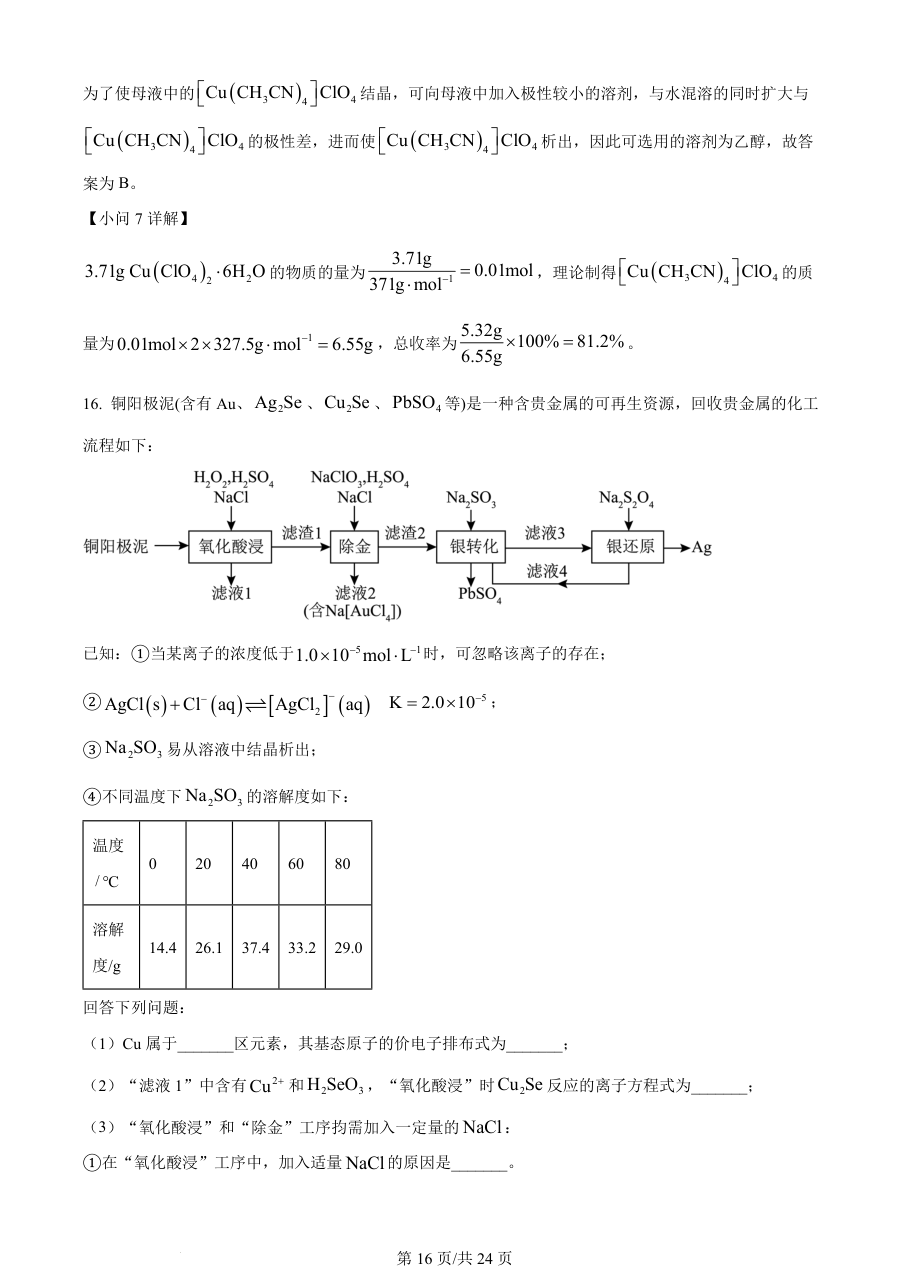 为了使母液中的[Cu(CH₃CN)₄]ClO₄结晶，可向母液中加入极性较小的溶剂，与水混溶的同时扩大与
[Cu(CH₃CN)₄]ClO₄的极性差，进而使[Cu(CH₃CN)₄]ClO₄析出，因此可选用的溶剂为乙醇，故答
案为 B。
【小问 7 详解】
3.71g Cu(ClO₄)₂·6H₂O的物质的量为 3.71g/371g·mol⁻¹ = 0.01mol，理论制得[Cu(CH₃CN)₄]ClO₄的质
量为0.01mol×2×327.5g·mol⁻¹ = 6.55g，总收率为 5.32g/6.55g ×100% = 81.2%。
16. 铜阳极泥(含有 Au、Ag₂Se、Cu₂Se、PbSO₄等)是一种含贵金属的可再生资源，回收贵金属的化工
流程如下：
H₂O₂,H₂SO₄ NaClO₃,H₂SO₄
NaCl NaCl Na₂SO₃ Na₂S₂O₄
铜阳极泥 氧化酸浸 滤渣1 除金 滤渣2 银转化 滤液3 银还原 Ag
滤液4
滤液1 滤液2 PbSO₄
(含Na[AuCl₄])
已知：①当某离子的浓度低于1.0×10⁻⁵mol·L⁻¹时，可忽略该离子的存在；
②AgCl(s)+Cl⁻(aq)⇌[AgCl₂]⁻(aq) K = 2.0×10⁻⁵；
③Na₂SO₃易从溶液中结晶析出；
④不同温度下Na₂SO₃的溶解度如下：
温度
/℃ 0 20 40 60 80
溶解
度/g 14.4 26.1 37.4 33.2 29.0
回答下列问题：
（1）Cu 属于_______区元素，其基态原子的价电子排布式为_______；
（2）“滤液 1”中含有Cu²⁺和H₂SeO₃，“氧化酸浸”时Cu₂Se反应的离子方程式为_______；
（3）“氧化酸浸”和“除金”工序均需加入一定量的NaCl：
①在“氧化酸浸”工序中，加入适量NaCl的原因是_______。
第 16 页/共 24 页